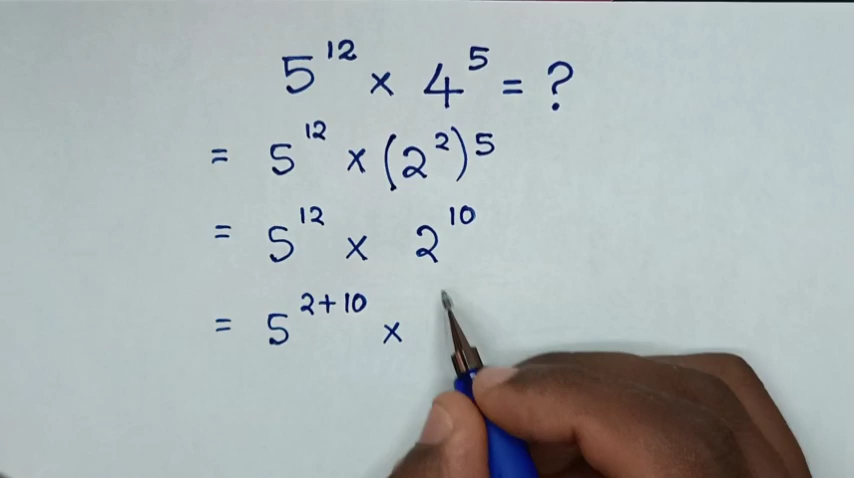 5^12 × 4^5 = ?
= 5^12 × (2^2)^5
= 5^12 × 2^10
= 5^2+10 ×